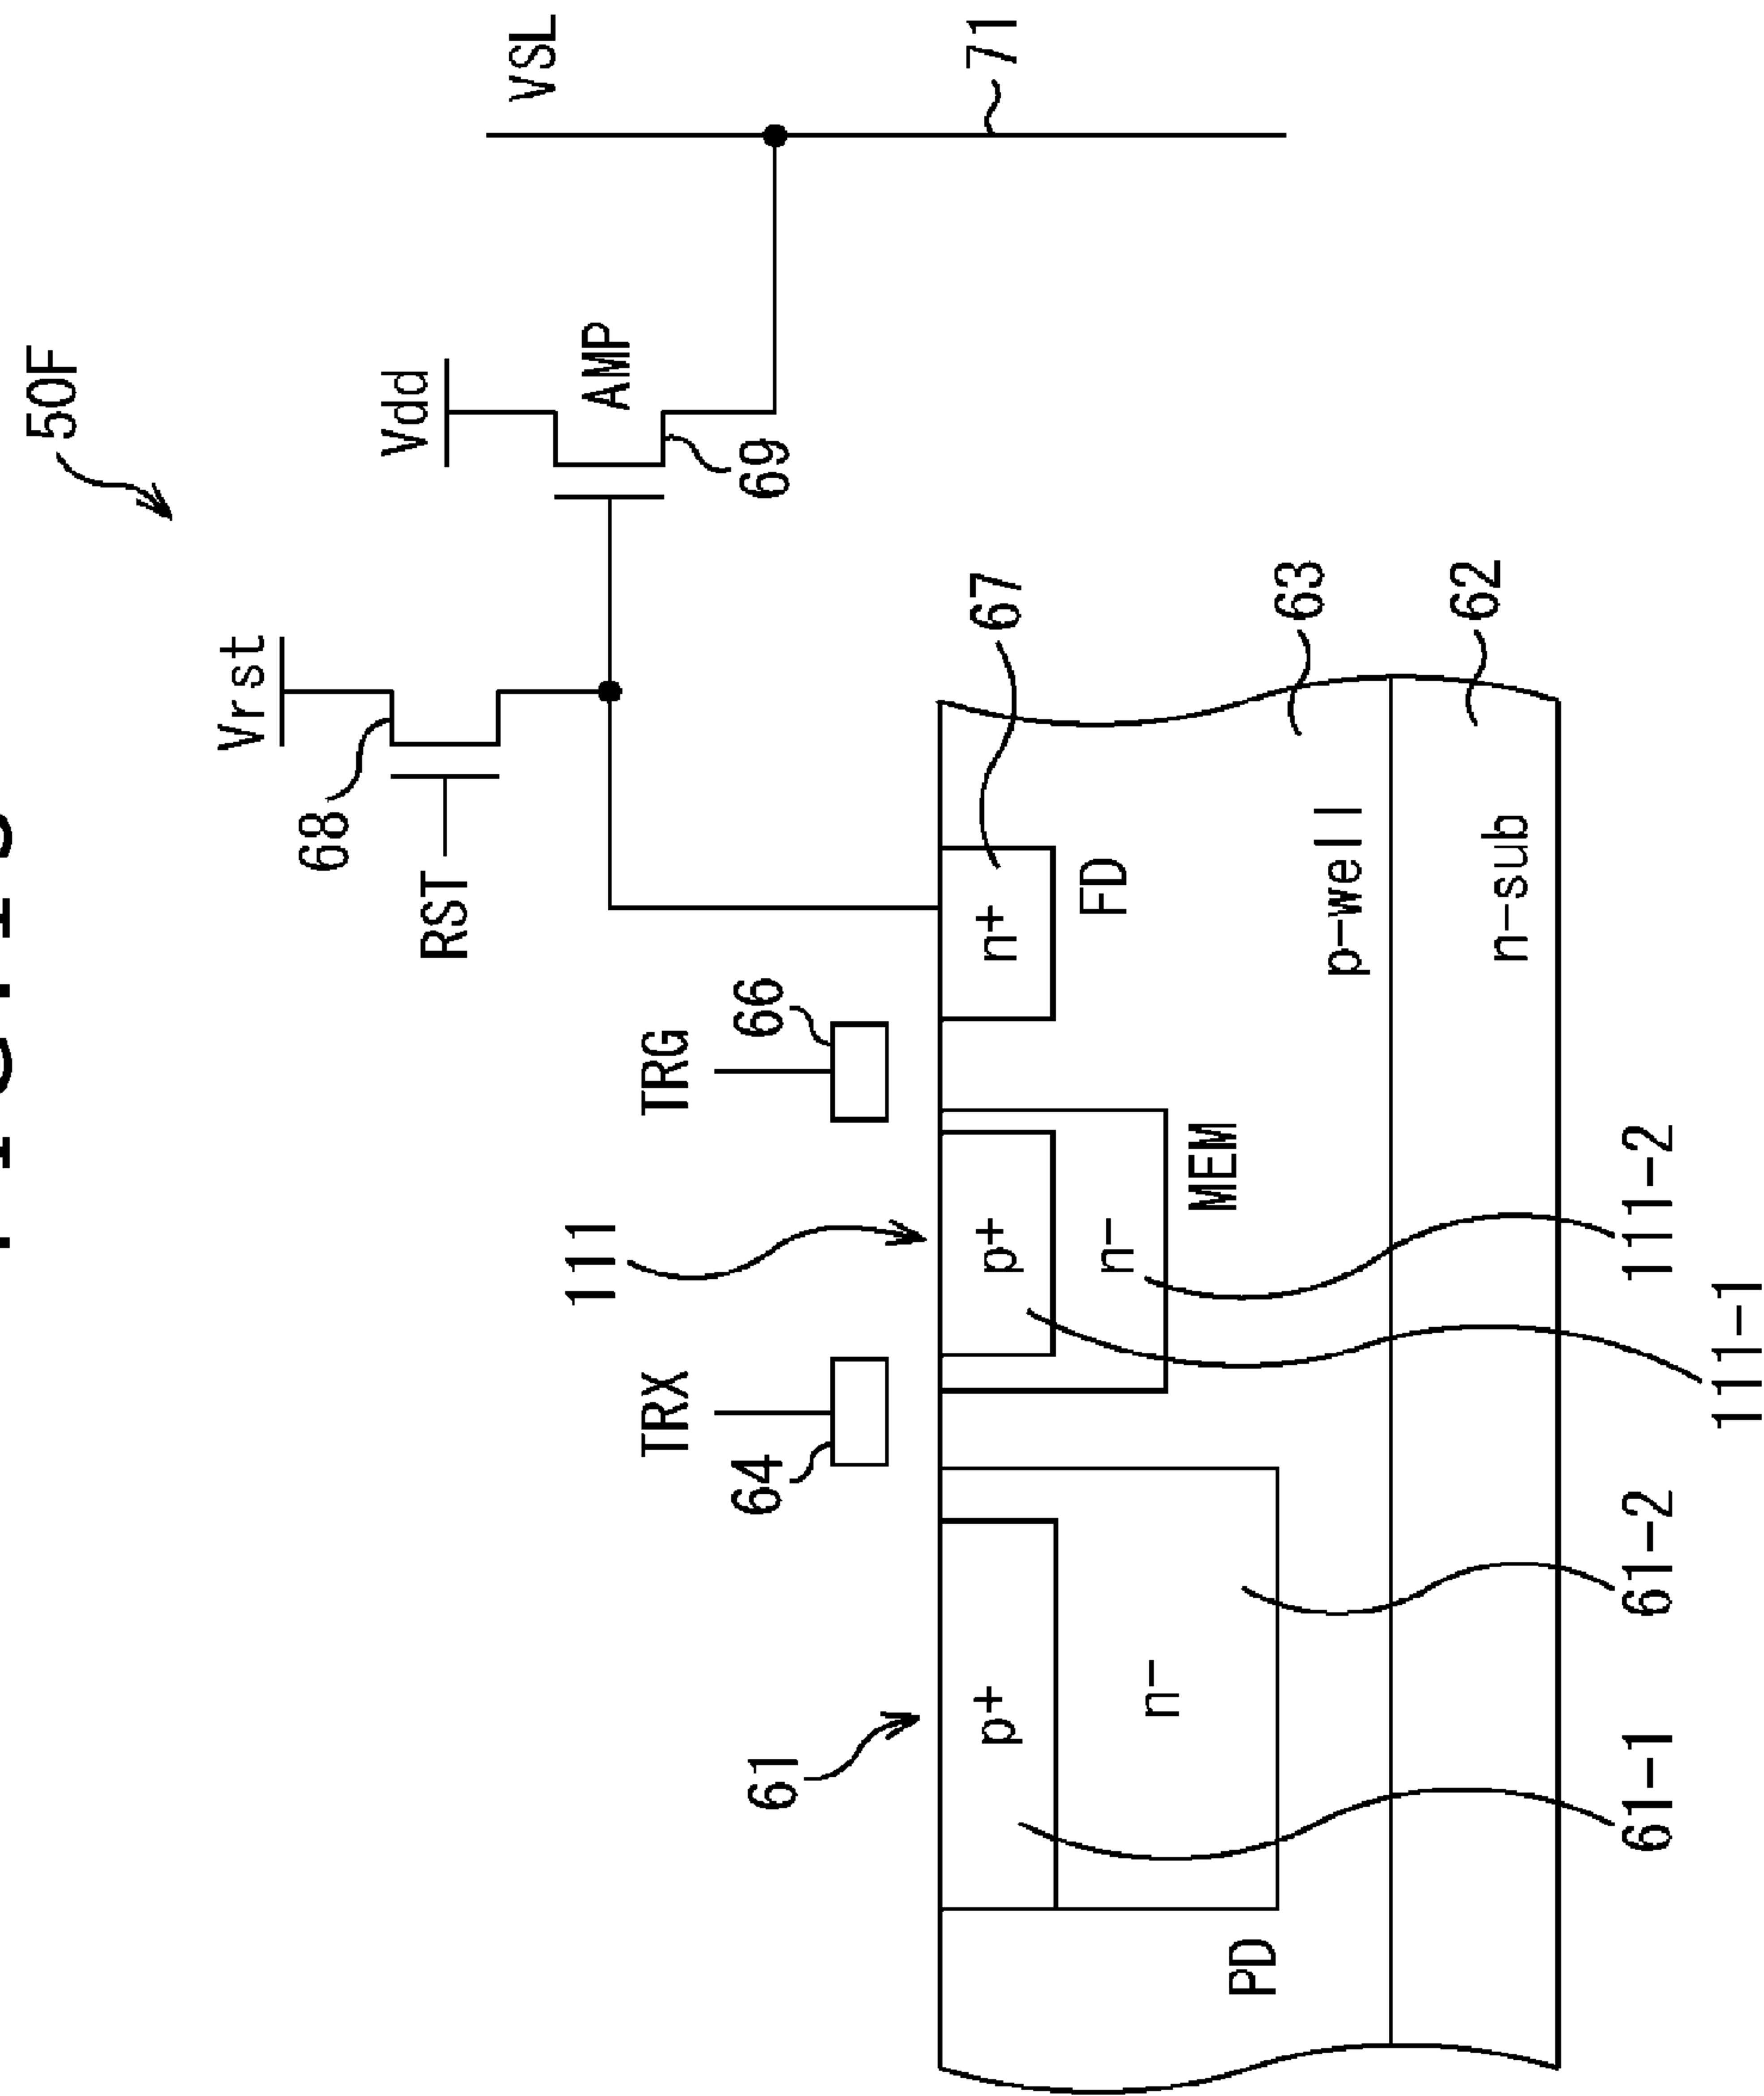 50F
Vrst
Vdd
VSL
68
RST
AMP
69
71
111
TRX
TRG
64
66
61
67
p+
p+
n+
n-
n-
FD
MEM
PD
63
p-well
62
n-sub
61-1
61-2
111-2
111-1